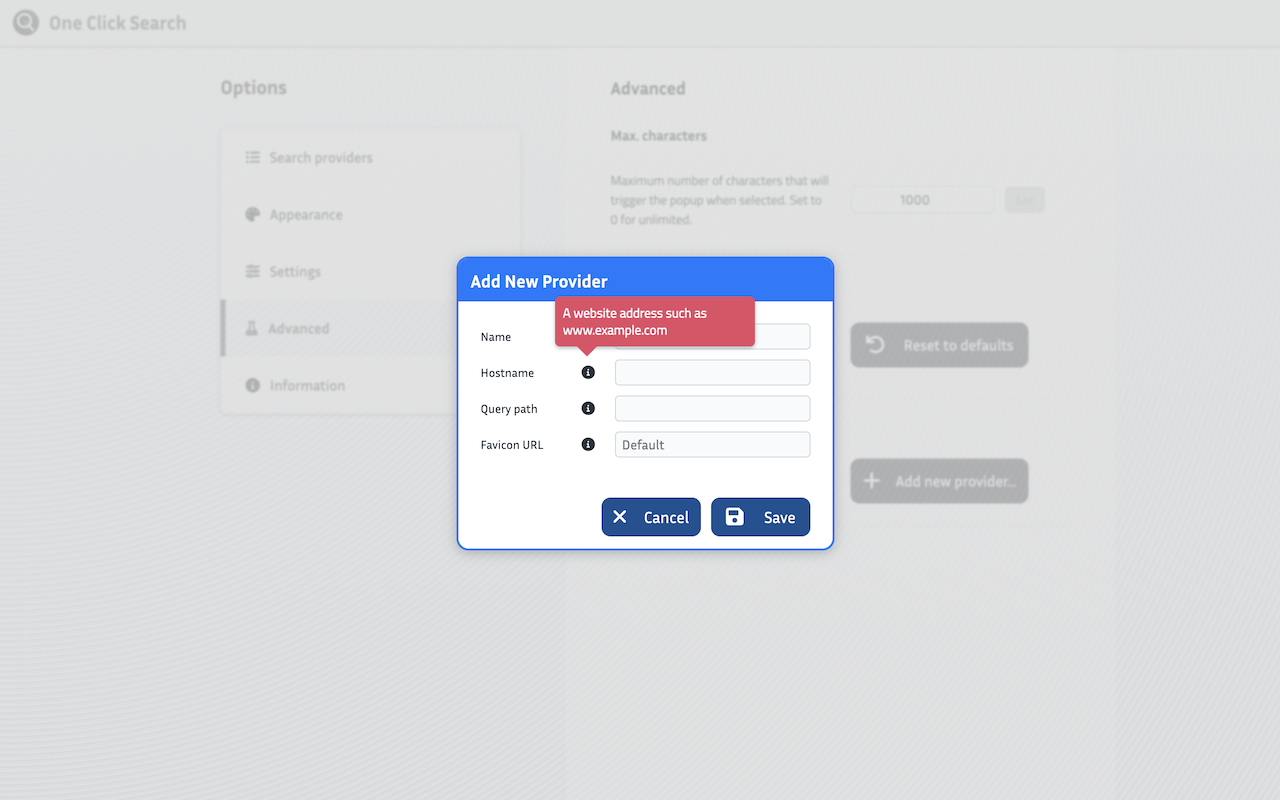 One Click Search
Options
Search providers
Appearance
Settings
Advanced
Information
Advanced
Max. characters
Maximum number of characters that will
trigger the popup when selected. Set to
0 for unlimited.
1000
Reset to defaults
Add new provider...
Add New Provider
A website address such as
www.example.com
Name
Hostname
Query path
Favicon URL
Default
Cancel
Save